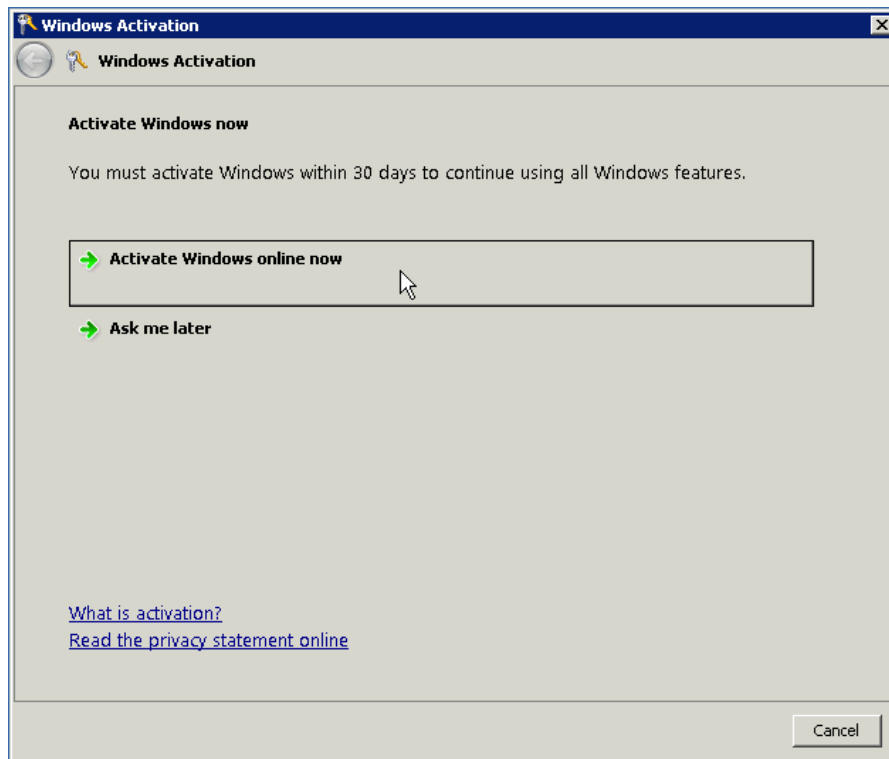 Windows Activation
Windows Activation
Activate Windows now
You must activate Windows within 30 days to continue using all Windows features.
Activate Windows online now
Ask me later
What is activation?
Read the privacy statement online
Cancel